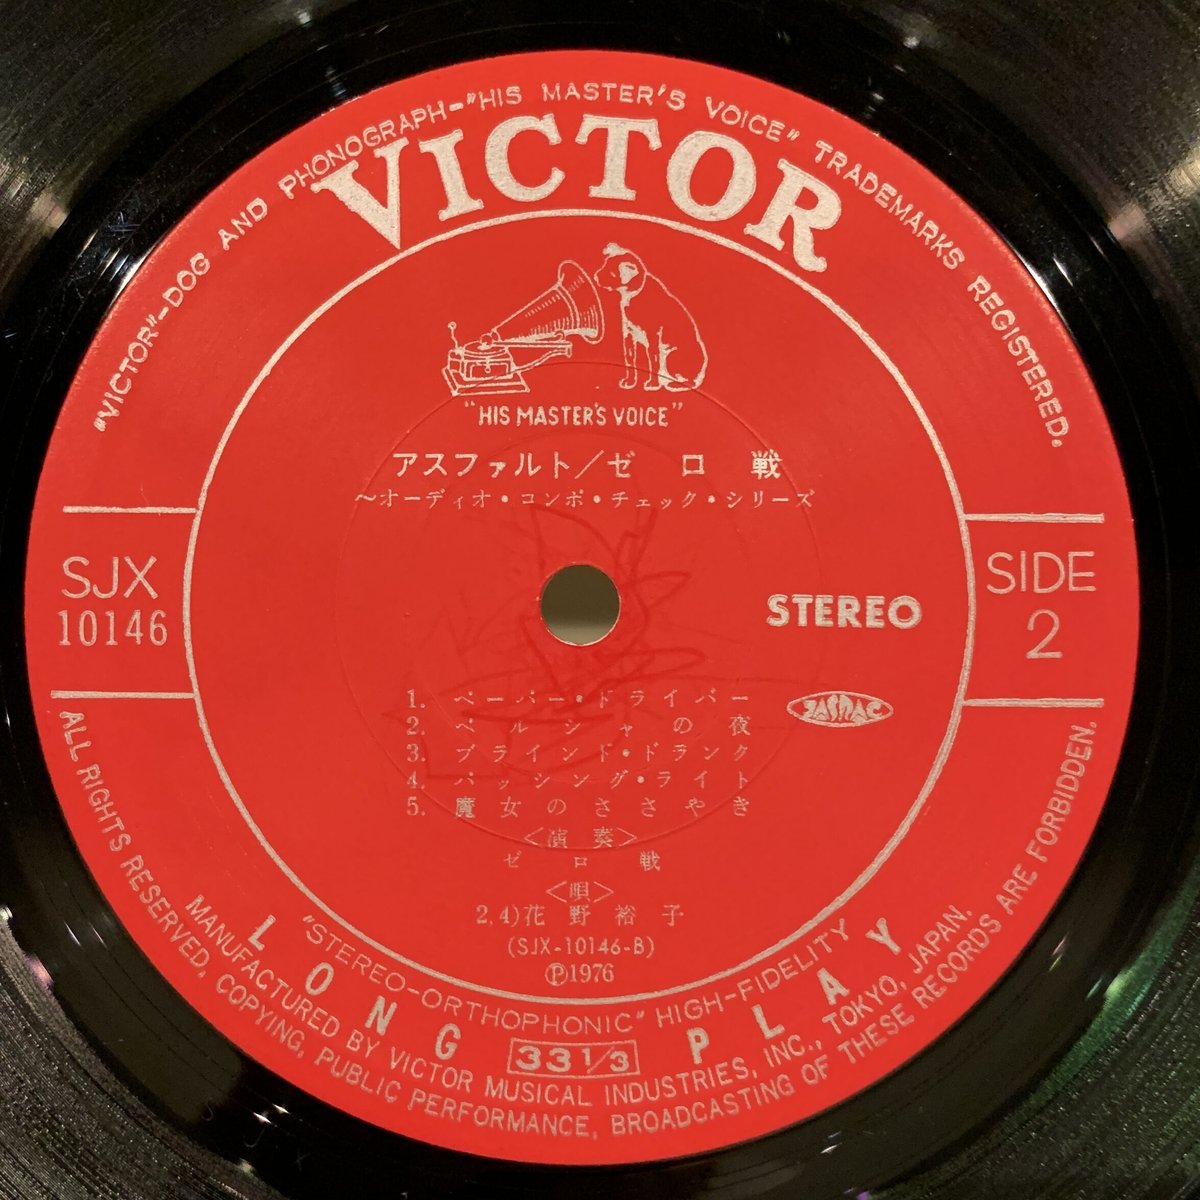 "VICTOR"–DOG AND PHONOGRAPH–"HIS MASTER'S VOICE" TRADEMARKS REGISTERED.
VICTOR
"HIS MASTER'S VOICE"
アスファルト/ゼロ戦
〜オーディオ・コンポ・チェック・シリーズ
SJX
10146
SIDE
2
STEREO
JASRAC
1. ペーパー・ドライバー
2. ペルシャの夜
3. ブラインド・ドランク
4. パッシング・ライト
5. 魔女のささやき
〈演奏〉
ゼロ戦
〈唄〉
2,4)花野裕子
(SJX-10146-B)
Ⓟ1976
"STEREO-ORTHOPHONIC" HIGH-FIDELITY
LONG 33 1/3 PLAY
MANUFACTURED BY VICTOR MUSICAL INDUSTRIES, INC., TOKYO, JAPAN.
ALL RIGHTS RESERVED, COPYING, PUBLIC PERFORMANCE, BROADCASTING OF THESE RECORDS ARE FORBIDDEN.